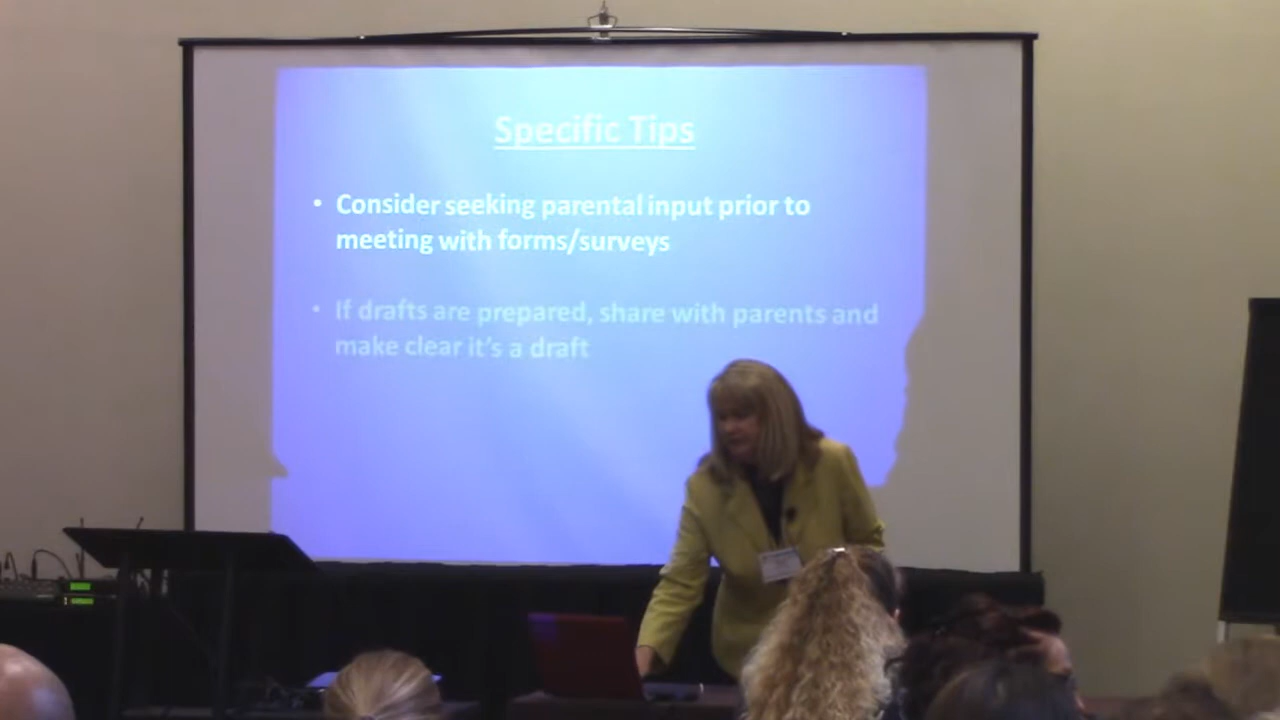 Specific Tips
• Consider seeking parental input prior to
meeting with forms/surveys
• If drafts are prepared, share with parents and
make clear it's a draft